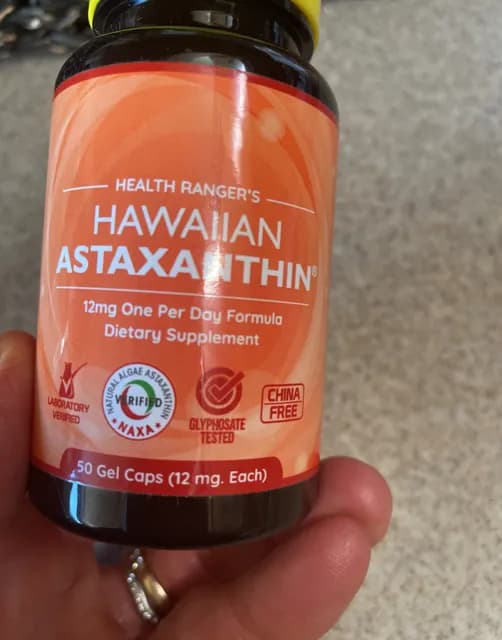 HEALTH RANGER'S
HAWAIIAN
ASTAXANTHIN®
12mg One Per Day Formula
Dietary Supplement
LABORATORY
VERIFIED
NATURAL ALGAE ASTAXANTHIN
VERIFIED
NAXA
GLYPHOSATE
TESTED
CHINA
FREE
50 Gel Caps (12 mg. Each)